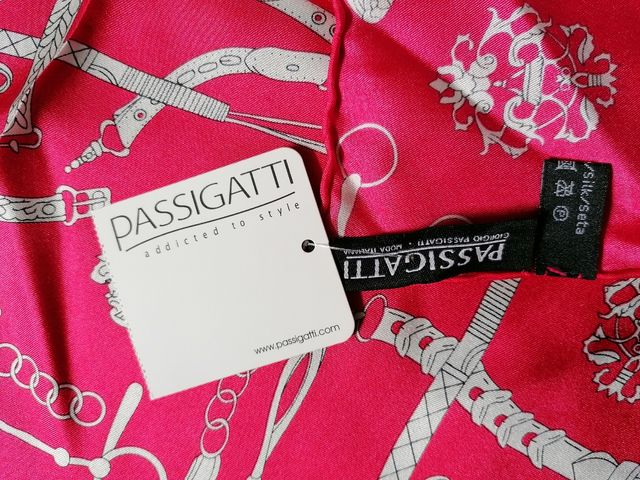 PASSIGATTI
addicted to style
www.passigatti.com
PASSIGATTI
GIORGIO PASSIGATTI • MODA ITALIANA
/Silk/Seta